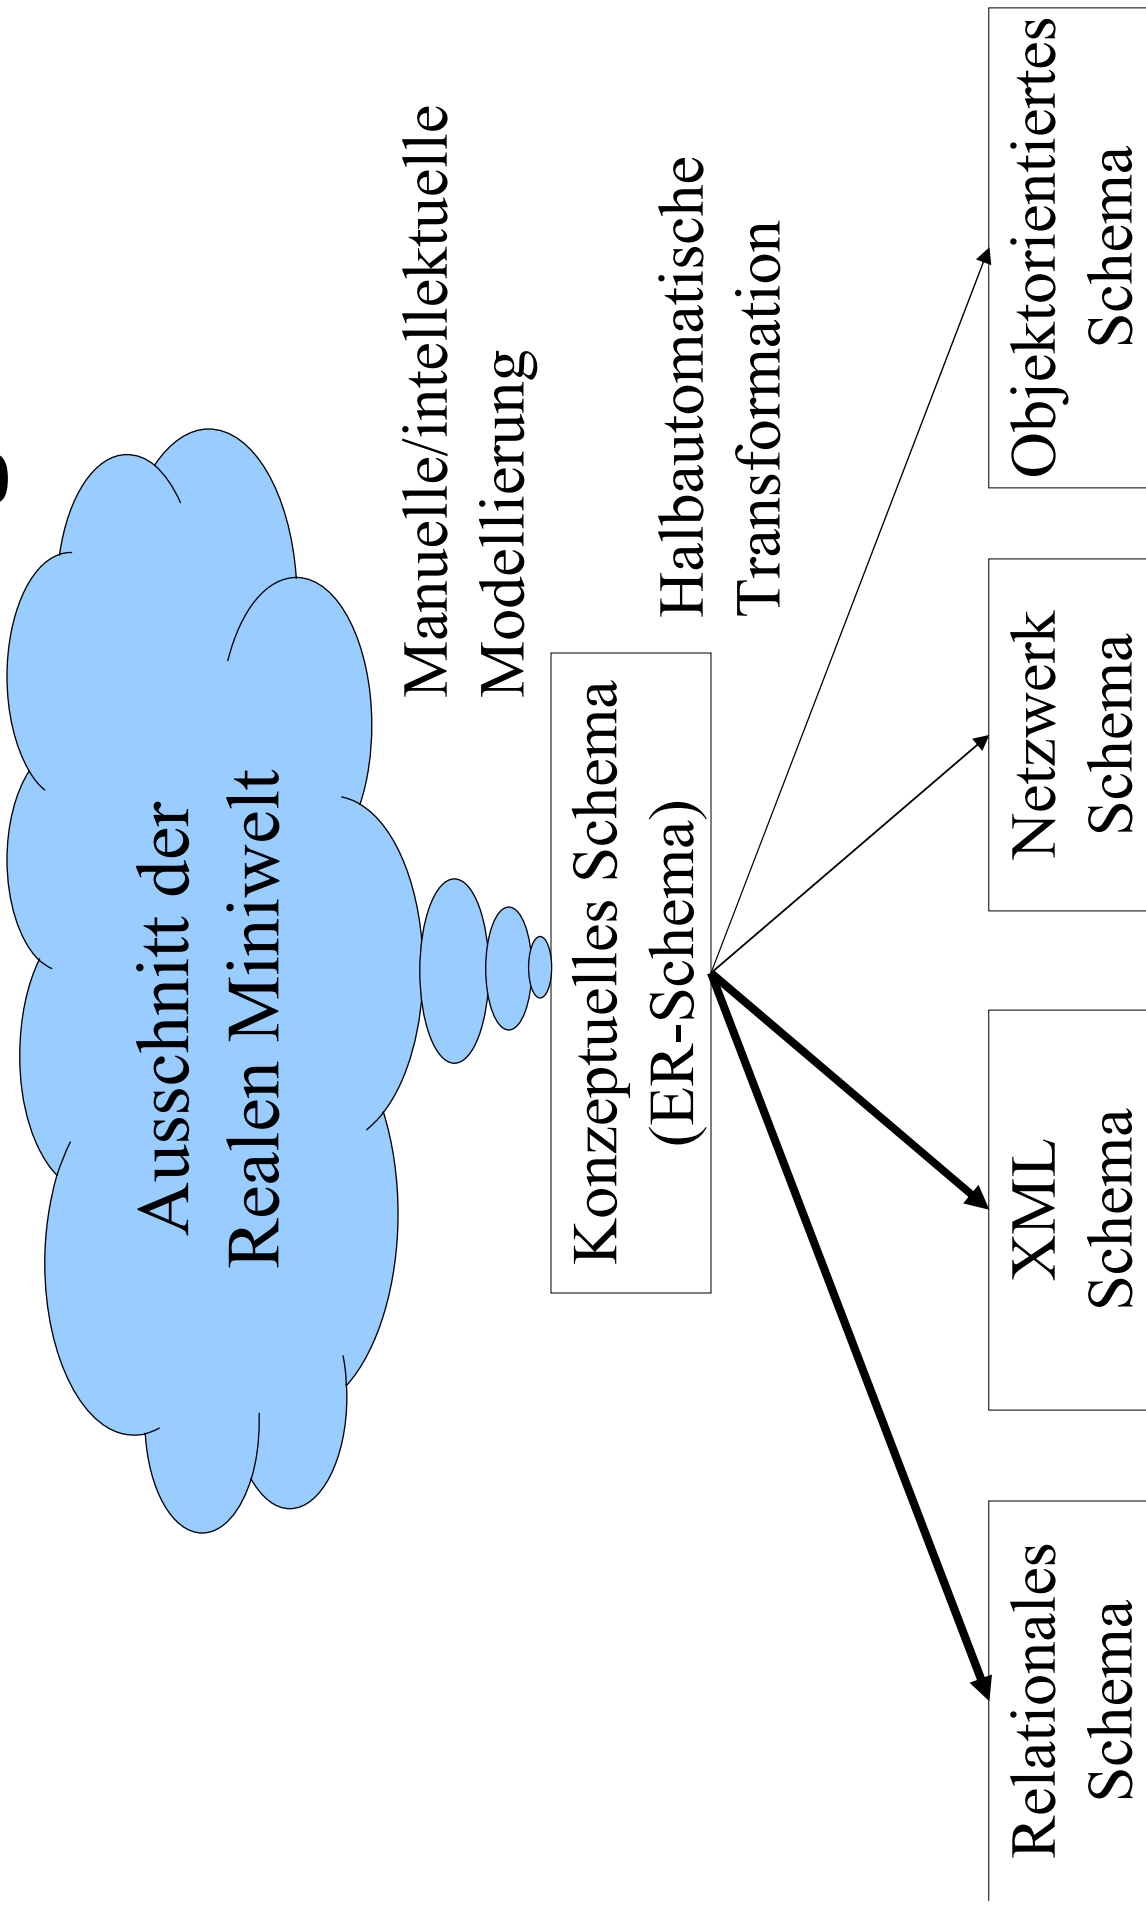 Ausschnitt der
Realen Miniwelt
Manuelle/intellektuelle
Modellierung
Konzeptuelles Schema
(ER-Schema)
Halbautomatische
Transformation
Relationales
Schema
XML
Schema
Netzwerk
Schema
Objektorientiertes
Schema